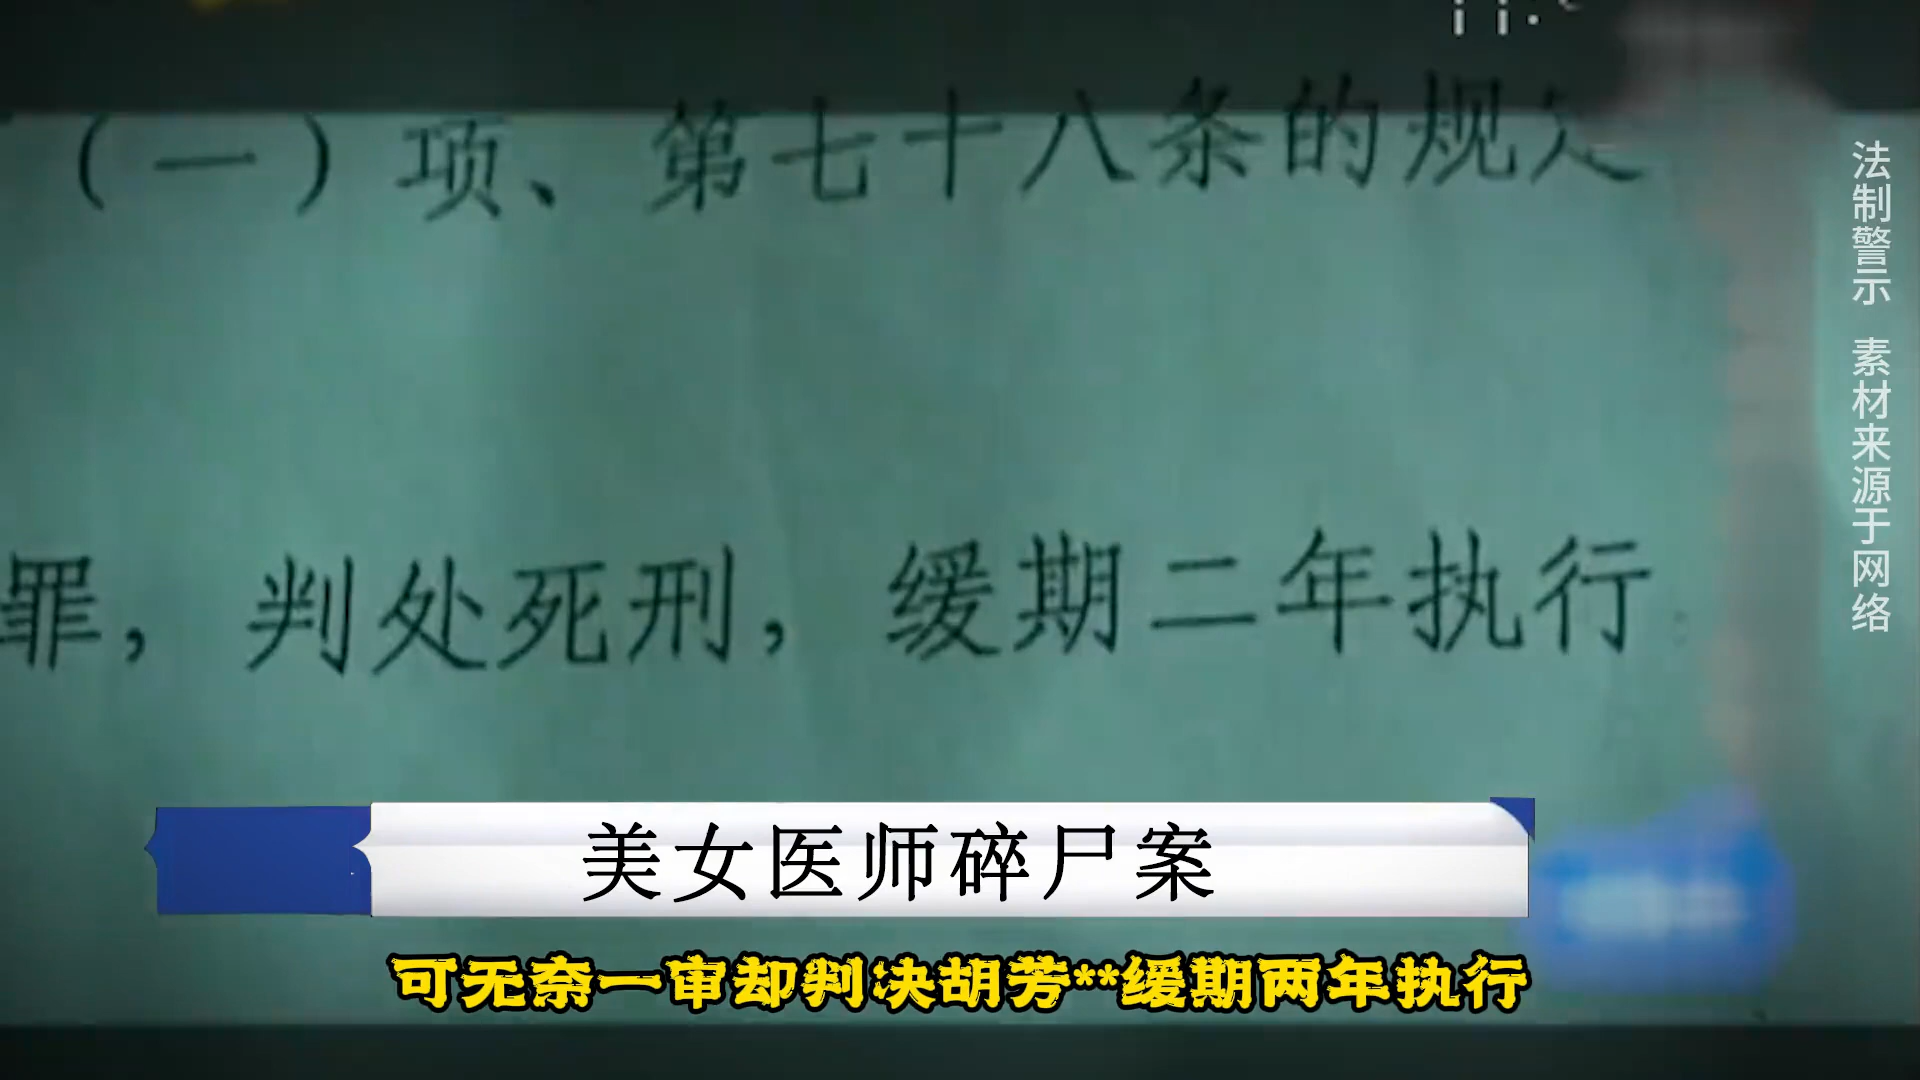 （一）项、第七十八条的规定
罪，判处死刑，缓期二年执行
法制警示 素材来源于网络
美女医师碎尸案
可无奈一审却判决胡芳**缓期两年执行